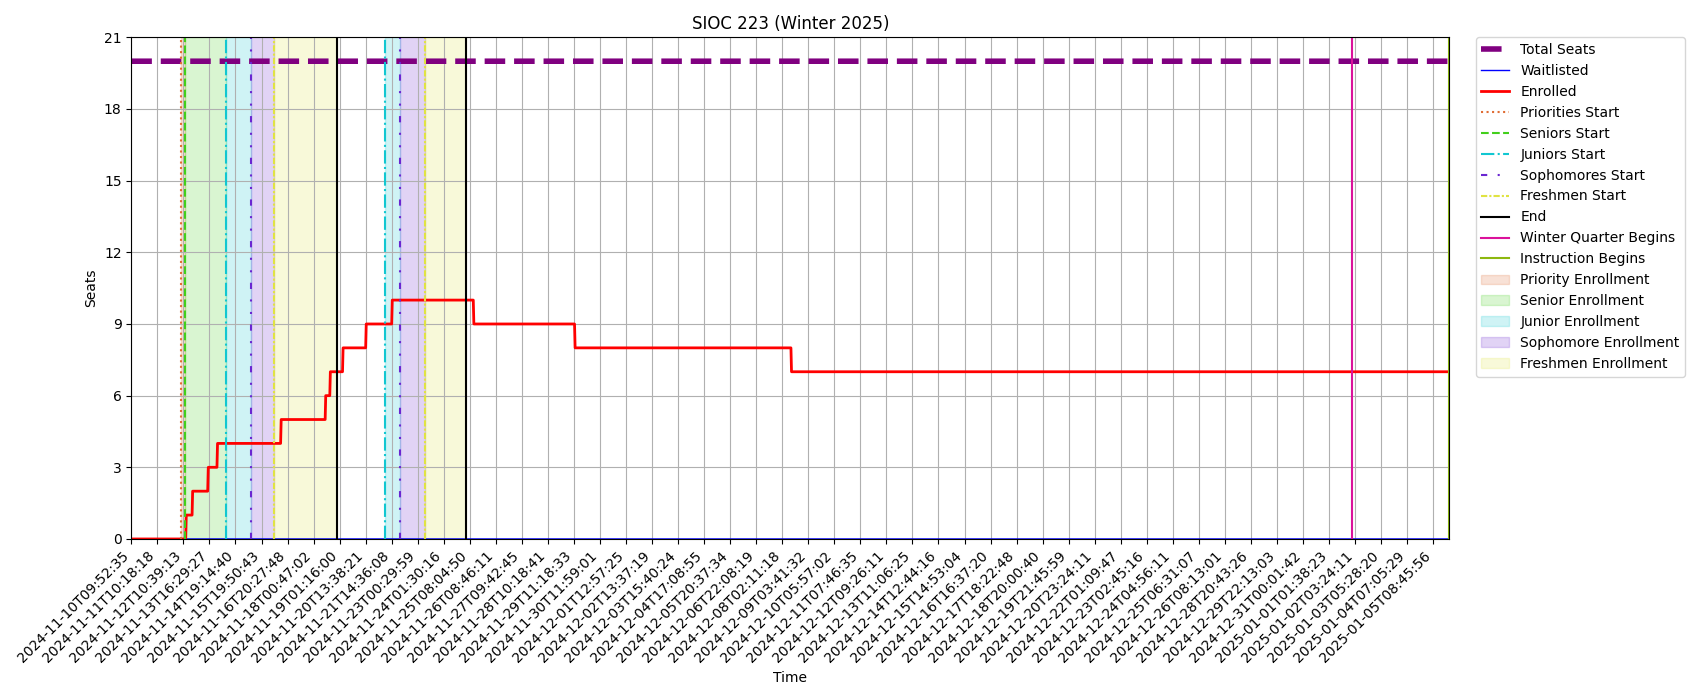 SIOC 223 (Winter 2025)
21
18
15
12
9
6
3
0
Seats
2024-11-10T09:52:35
2024-11-11T10:18:18
2024-11-12T10:39:13
2024-11-13T16:29:27
2024-11-14T19:14:40
2024-11-15T19:50:43
2024-11-16T20:27:48
2024-11-18T00:47:02
2024-11-19T01:16:00
2024-11-20T13:38:21
2024-11-21T14:36:08
2024-11-23T00:29:59
2024-11-24T01:30:16
2024-11-25T08:04:50
2024-11-26T08:46:11
2024-11-27T09:42:45
2024-11-28T10:18:41
2024-11-29T11:18:33
2024-11-30T11:59:01
2024-12-01T12:57:25
2024-12-02T13:37:19
2024-12-03T15:40:24
2024-12-04T17:08:55
2024-12-05T20:37:34
2024-12-06T22:08:19
2024-12-08T02:11:18
2024-12-09T03:41:32
2024-12-10T05:57:02
2024-12-11T07:46:35
2024-12-12T09:26:11
2024-12-13T11:06:25
2024-12-14T12:44:16
2024-12-15T14:53:04
2024-12-16T16:37:20
2024-12-17T18:22:48
2024-12-18T20:00:40
2024-12-19T21:45:59
2024-12-20T23:24:11
2024-12-22T01:09:47
2024-12-23T02:45:16
2024-12-24T04:56:11
2024-12-25T06:31:07
2024-12-26T08:13:01
2024-12-28T20:43:26
2024-12-29T22:13:03
2024-12-31T00:01:42
2025-01-01T01:38:23
2025-01-02T03:24:11
2025-01-03T05:28:20
2025-01-04T07:05:29
2025-01-05T08:45:56
Time
Total Seats
Waitlisted
Enrolled
Priorities Start
Seniors Start
Juniors Start
Sophomores Start
Freshmen Start
End
Winter Quarter Begins
Instruction Begins
Priority Enrollment
Senior Enrollment
Junior Enrollment
Sophomore Enrollment
Freshmen Enrollment